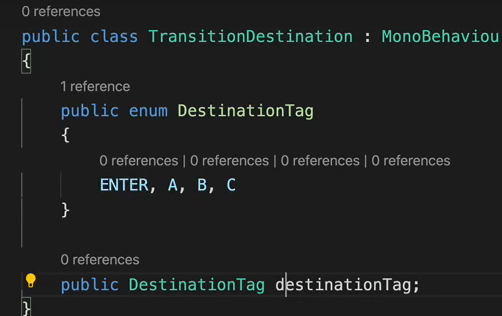 0 references
public class TransitionDestination : MonoBehaviou
{
1 reference
public enum DestinationTag
{
0 references | 0 references | 0 references | 0 references
ENTER, A, B, C
}
0 references
public DestinationTag destinationTag;
}